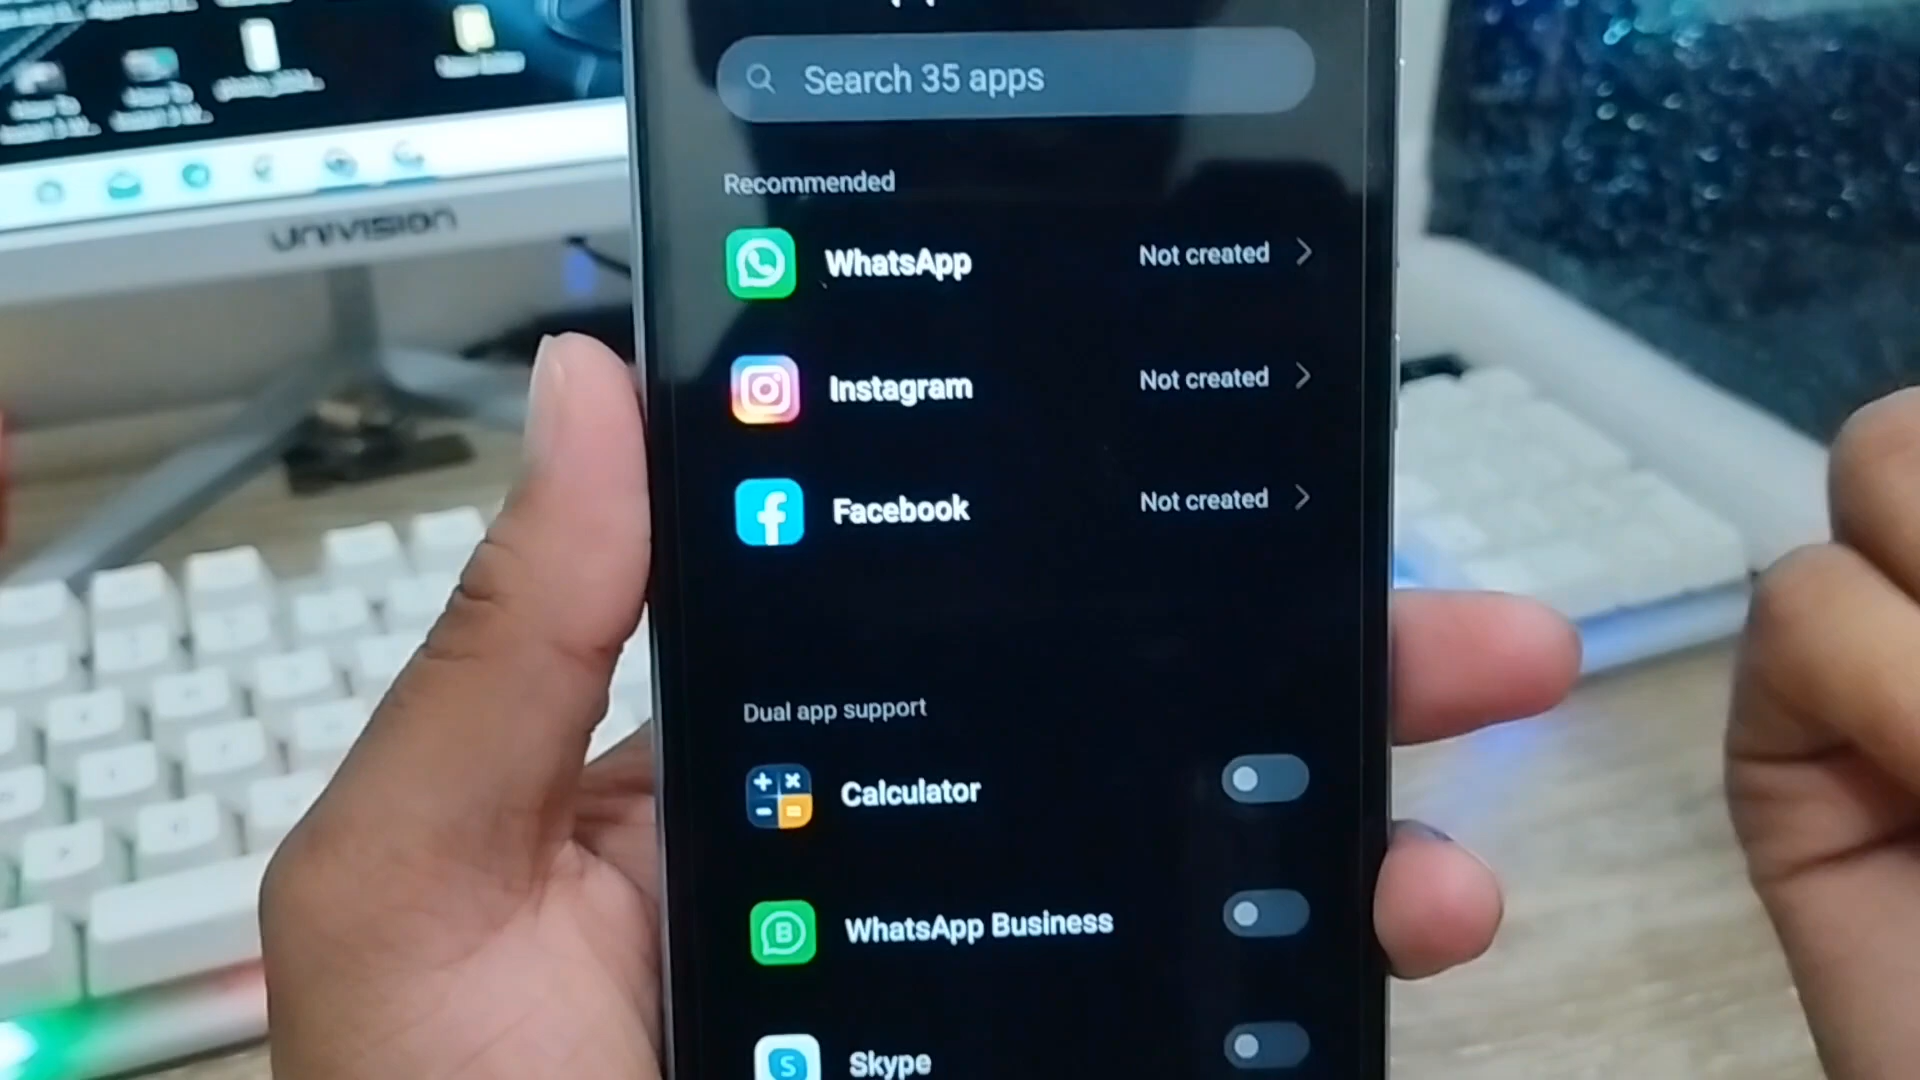 Search 35 apps
Recommended
WhatsApp
Not created
Instagram
Not created
Facebook
Not created
Dual app support
Calculator
WhatsApp Business
Skype
UNIVISION